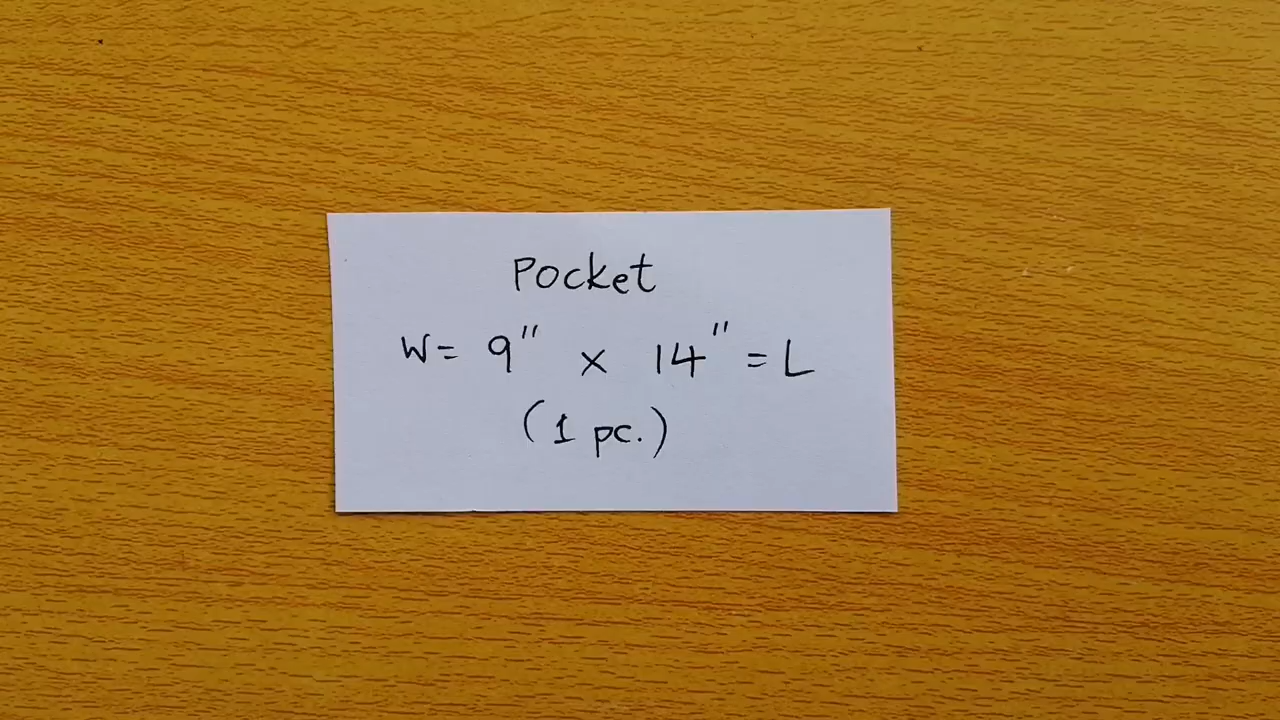 Pocket
W= 9" x 14" = L
(1 pc.)